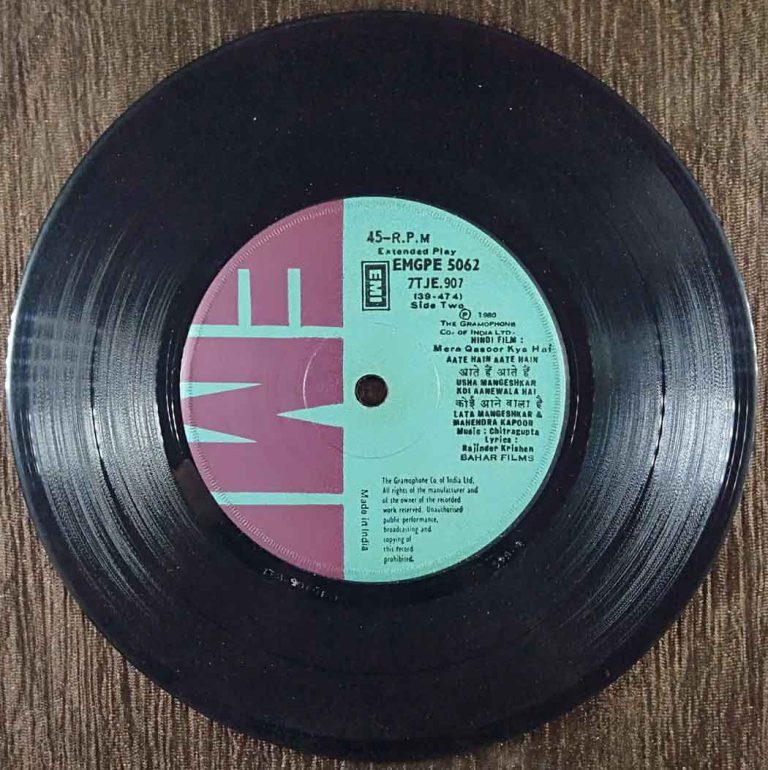 45-R.P.M
Extended Play
EMI
EMGPE 5062
7TJE.907
(39-474)
Side Two
Ⓟ 1980
THE GRAMOPHONE
CO. OF INDIA LTD.
HINDI FILM :
Mera Qasoor Kya Hai
AATE HAIN AATE HAIN
आते हैं आते हैं
USHA MANGESHKAR
KOI AANEWALA HAI
कोई आने वाला है
LATA MANGESHKAR &
MAHENDRA KAPOOR
Music : Chitragupta
Lyrics :
Rajinder Krishen
BAHAR FILMS
The Gramophone Co. of India Ltd.
All rights of the manufacturer and
of the owner of the recorded
work reserved. Unauthorised
public performance,
broadcasting and
copying of
this record
prohibited.
Made in India
EMI